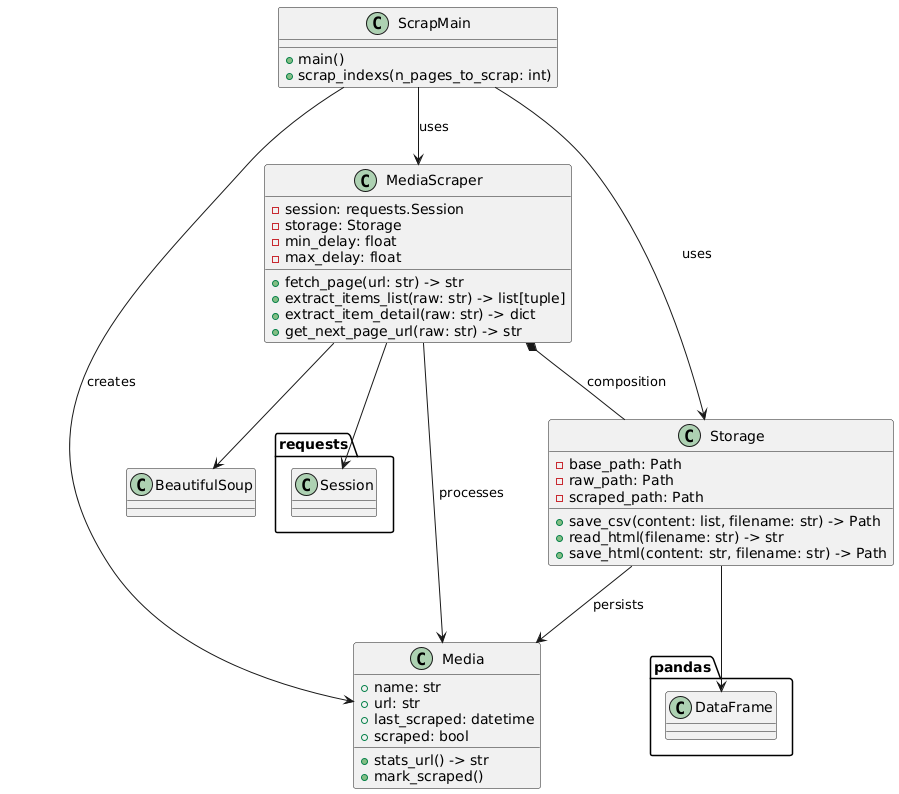 C ScrapMain
main()
scrap_indexs(n_pages_to_scrap: int)
uses
C MediaScraper
session: requests.Session
storage: Storage
min_delay: float
max_delay: float
fetch_page(url: str) -> str
extract_items_list(raw: str) -> list[tuple]
extract_item_detail(raw: str) -> dict
get_next_page_url(raw: str) -> str
uses
creates
composition
requests
C BeautifulSoup
C Session
processes
C Storage
base_path: Path
raw_path: Path
scraped_path: Path
save_csv(content: list, filename: str) -> Path
read_html(filename: str) -> str
save_html(content: str, filename: str) -> Path
persists
C Media
name: str
url: str
last_scraped: datetime
scraped: bool
stats_url() -> str
mark_scraped()
pandas
C DataFrame